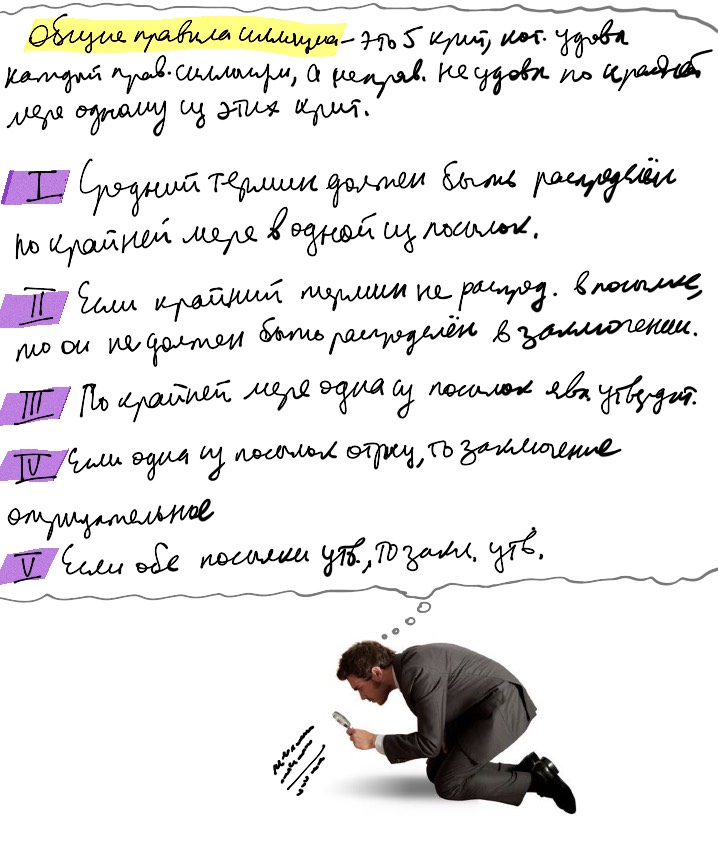 Общие правила силлогизма – это 5 крит, кот. удовл
каждый прав. силлогизм, а неправ. не удовл по крайней
мере одному из этих крит.
I Средний термин должен быть распределён
по крайней мере в одной из посылок.
II Если крайний термин не распред. в посылке,
то он не должен быть распределён в заключении.
III По крайней мере одна из посылок явл утвердит.
IV Если одна из посылок отриц, то заключение
отрицательное
V Если обе посылки утв., то закл. утв.